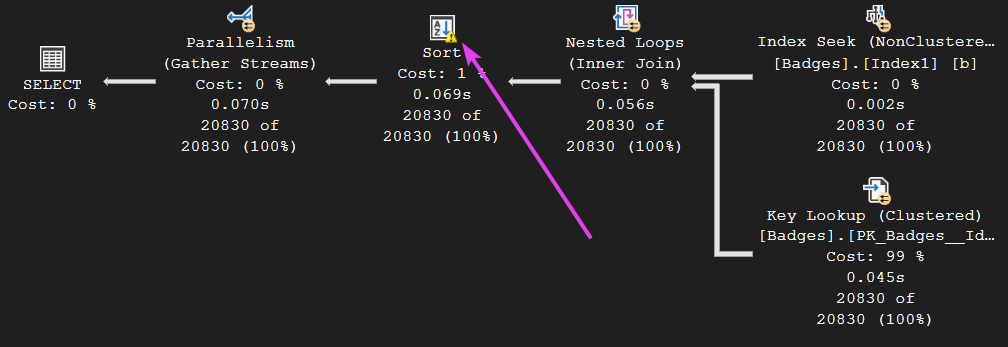 SELECT
Cost: 0 %
Parallelism
(Gather Streams)
Cost: 0 %
0.070s
20830 of
20830 (100%)
A
Z
Sort
Cost: 1 %
0.069s
20830 of
20830 (100%)
Nested Loops
(Inner Join)
Cost: 0 %
0.056s
20830 of
20830 (100%)
Index Seek (NonClustere…
[Badges].[Index1] [b]
Cost: 0 %
0.002s
20830 of
20830 (100%)
Key Lookup (Clustered)
[Badges].[PK_Badges__Id…
Cost: 99 %
0.045s
20830 of
20830 (100%)